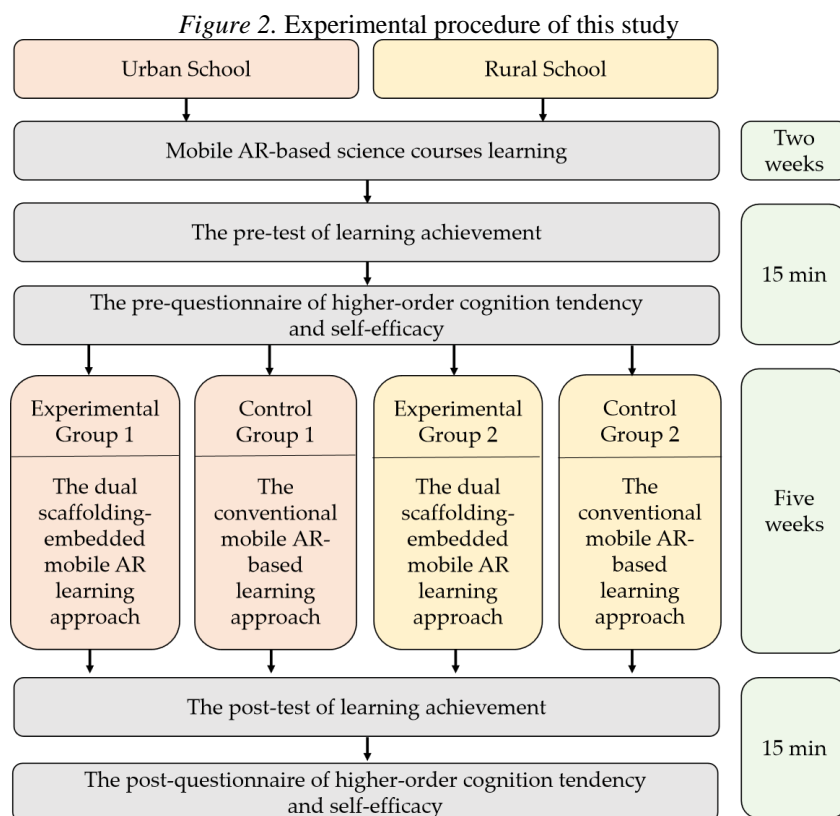 Figure 2. Experimental procedure of this study
Urban School
Rural School
Mobile AR-based science courses learning
Two
weeks
The pre-test of learning achievement
15 min
The pre-questionnaire of higher-order cognition tendency
and self-efficacy
Experimental
Group 1
The dual
scaffolding-
embedded
mobile AR
learning
approach
Control
Group 1
The
conventional
mobile AR-
based
learning
approach
Experimental
Group 2
The dual
scaffolding-
embedded
mobile AR
learning
approach
Control
Group 2
The
conventional
mobile AR-
based
learning
approach
Five
weeks
The post-test of learning achievement
15 min
The post-questionnaire of higher-order cognition tendency
and self-efficacy